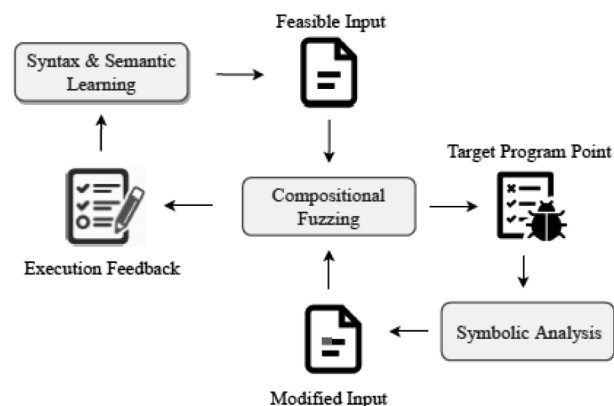 Feasible Input
Syntax & Semantic
Learning
Target Program Point
Compositional
Fuzzing
Execution Feedback
Symbolic Analysis
Modified Input